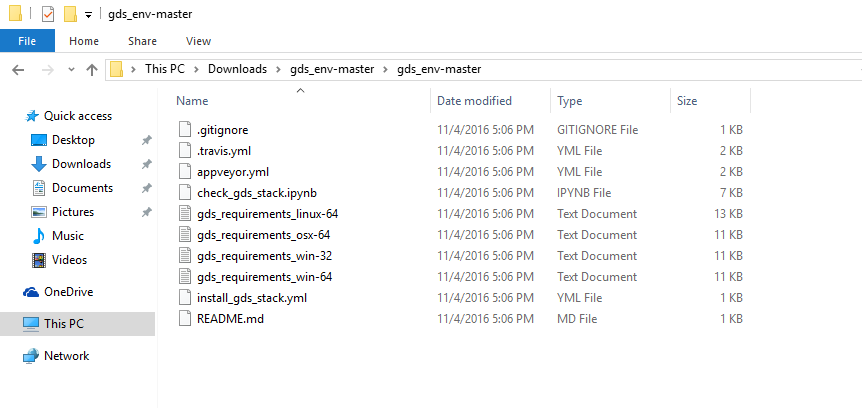 gds_env-master
File Home Share View
This PC Downloads gds_env-master gds_env-master
Name Date modified Type Size
Quick access
Desktop
Downloads
Documents
Pictures
Music
Videos
OneDrive
This PC
Network
.gitignore 11/4/2016 5:06 PM GITIGNORE File 1 KB
.travis.yml 11/4/2016 5:06 PM YML File 2 KB
appveyor.yml 11/4/2016 5:06 PM YML File 2 KB
check_gds_stack.ipynb 11/4/2016 5:06 PM IPYNB File 7 KB
gds_requirements_linux-64 11/4/2016 5:06 PM Text Document 13 KB
gds_requirements_osx-64 11/4/2016 5:06 PM Text Document 11 KB
gds_requirements_win-32 11/4/2016 5:06 PM Text Document 11 KB
gds_requirements_win-64 11/4/2016 5:06 PM Text Document 11 KB
install_gds_stack.yml 11/4/2016 5:06 PM YML File 1 KB
README.md 11/4/2016 5:06 PM MD File 1 KB